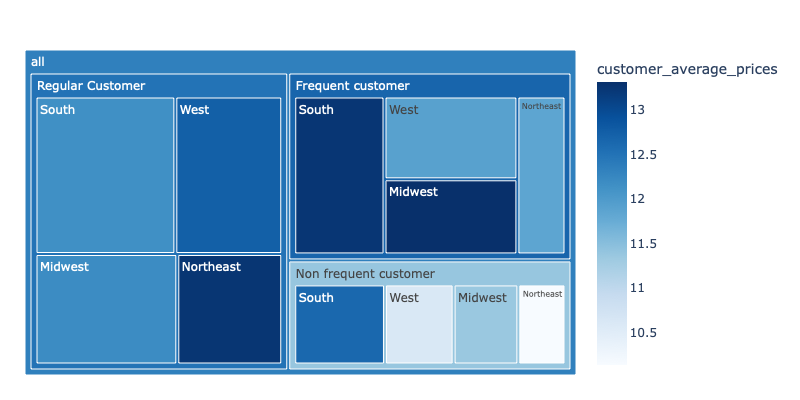 all
Regular Customer
South
West
Midwest
Northeast
Frequent customer
South
West
Northeast
Midwest
Non frequent customer
South
West
Midwest
Northeast
customer_average_prices
13
12.5
12
11.5
11
10.5